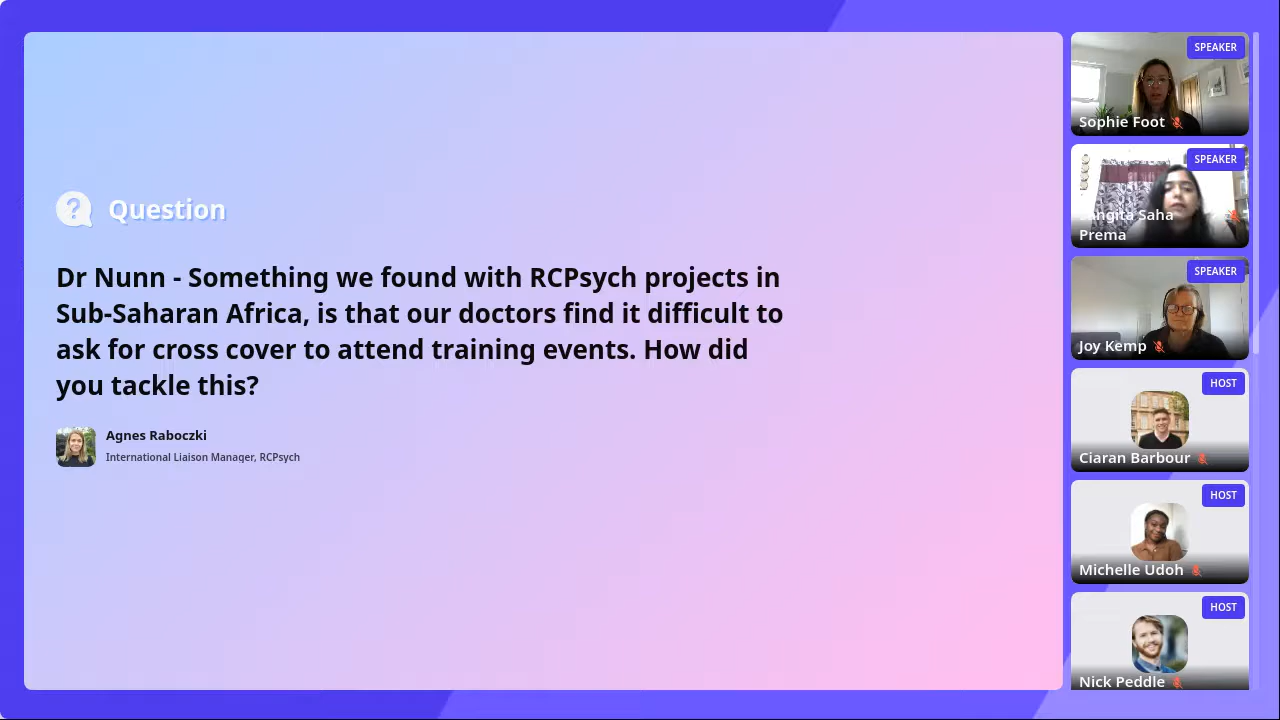 Question
Dr Nunn - Something we found with RCPsych projects in
Sub-Saharan Africa, is that our doctors find it difficult to
ask for cross cover to attend training events. How did
you tackle this?
Agnes Raboczki
International Liaison Manager, RCPsych
SPEAKER
Sophie Foot
SPEAKER
Sangita Saha
Prema
SPEAKER
Joy Kemp
HOST
Ciaran Barbour
HOST
Michelle Udoh
HOST
Nick Peddle